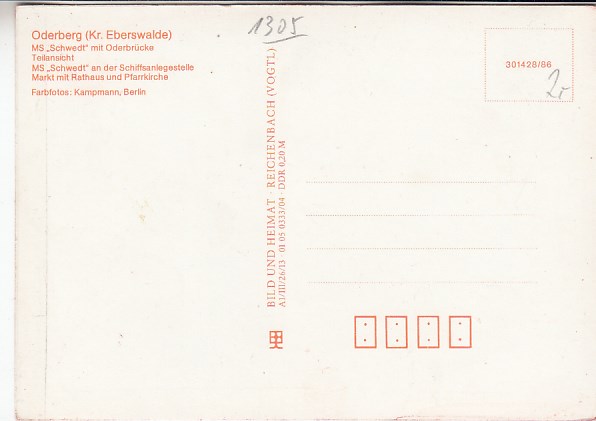 Oderberg (Kr. Eberswalde)
MS „Schwedt" mit Oderbrücke
Teilansicht
MS „Schwedt" an der Schiffsanlegestelle
Markt mit Rathaus und Pfarrkirche
Farbfotos: Kampmann, Berlin
1305
BILD UND HEIMAT · REICHENBACH (VOGTL)
A1/III/26/13 · 01 05 0333/04 · DDR 0,20 M
301428/86